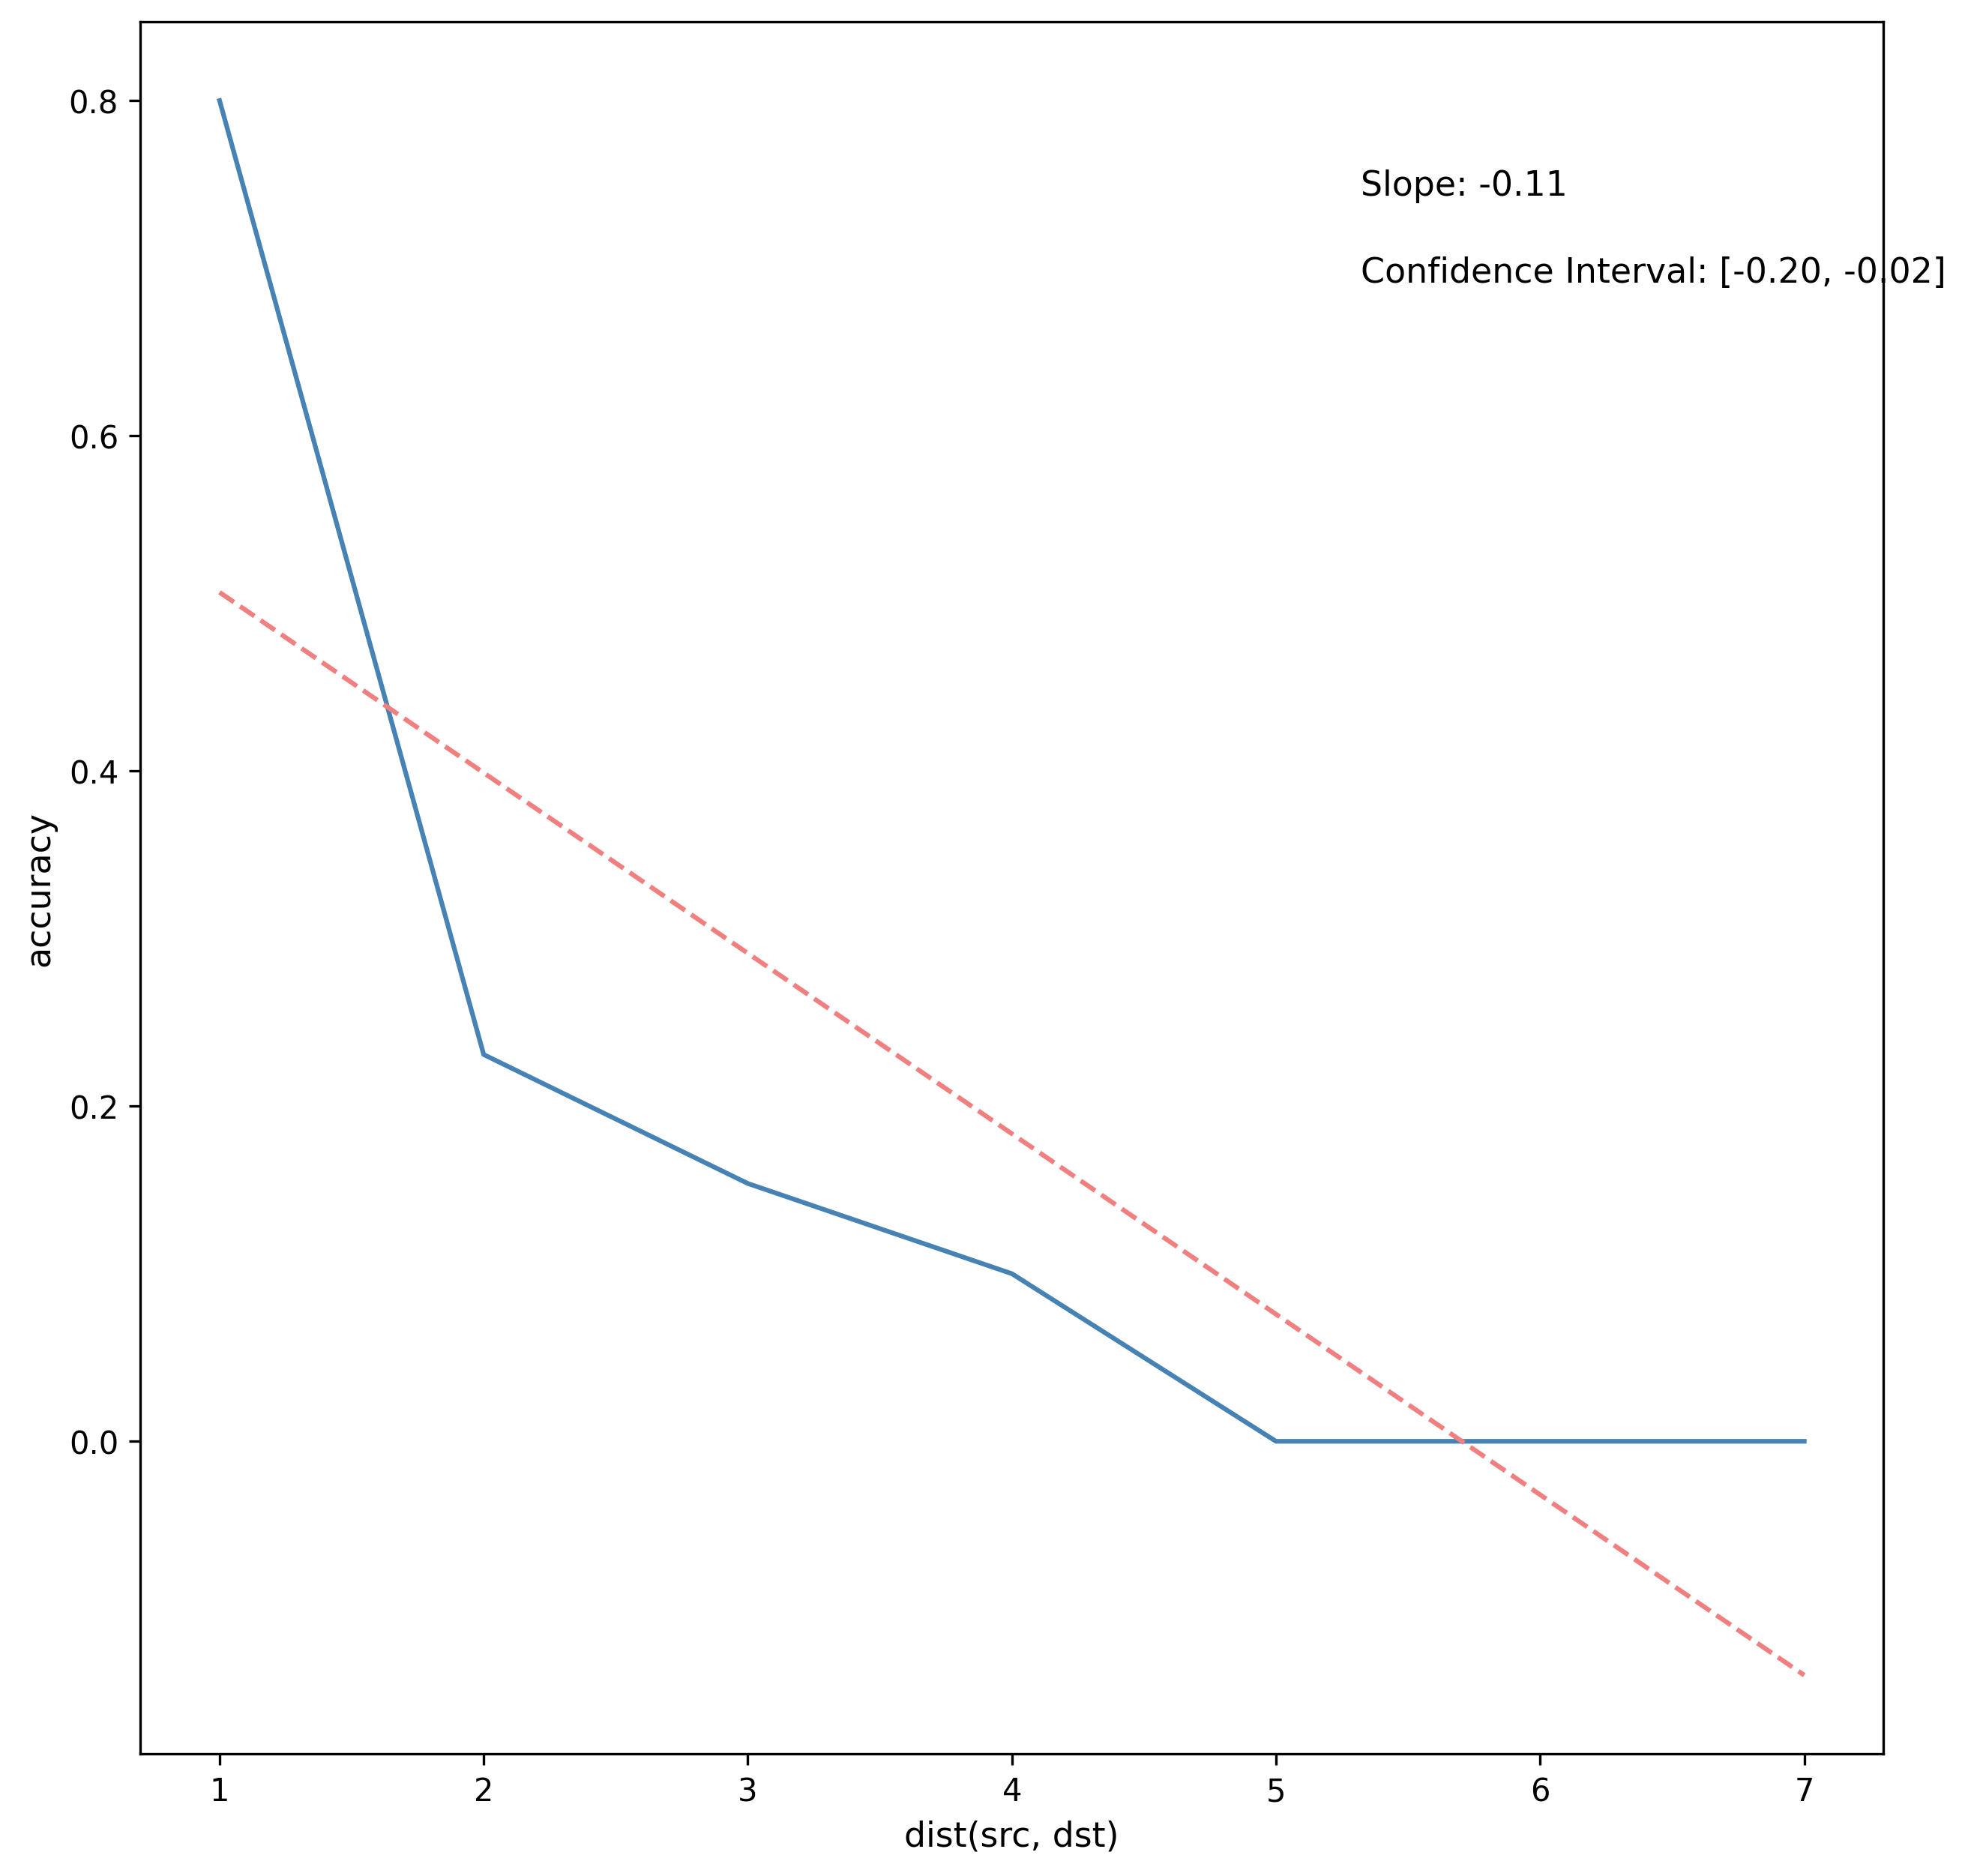 0.8
Slope: -0.11
Confidence Interval: [-0.20, -0.02]
0.6
0.4
accuracy
0.2
0.0
1 2 3 4 5 6 7
dist(src, dst)